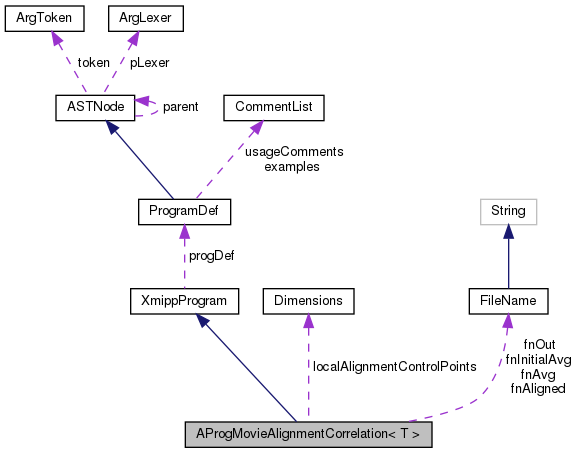 ArgToken
ArgLexer
token
pLexer
ASTNode
parent
CommentList
usageComments
examples
ProgramDef
String
progDef
XmippProgram
Dimensions
FileName
localAlignmentControlPoints
fnOut
fnInitialAvg
fnAvg
fnAligned
AProgMovieAlignmentCorrelation< T >